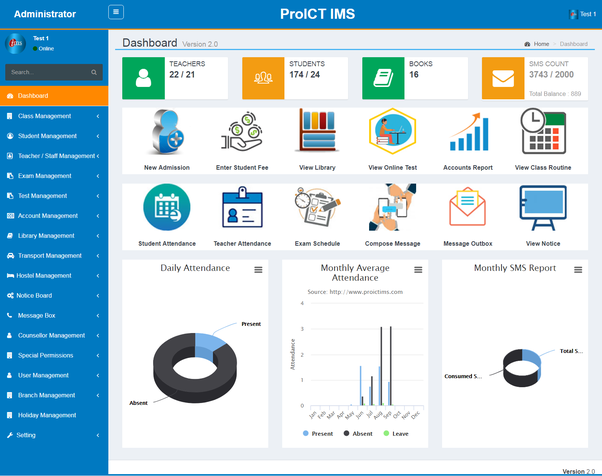 Administrator
ProICT IMS
Test 1
Test 1
Online
Search...
Dashboard
Class Management
Student Management
Teacher / Staff Management
Exam Management
Test Management
Account Management
Library Management
Transport Management
Hostel Management
Notice Board
Message Box
Counsellor Management
Special Permissions
User Management
Branch Management
Holiday Management
Setting
Dashboard Version 2.0
Home Dashboard
TEACHERS
22 / 21
STUDENTS
174 / 24
BOOKS
16
SMS COUNT
3743 / 2000
Total Balance : 889
New Admission
Enter Student Fee
View Library
View Online Test
Accounts Report
View Class Routine
Student Attendance
Teacher Attendance
Exam Schedule
Compose Message
Message Outbox
View Notice
Daily Attendance
Present
Absent
Monthly Average
Attendance
Source: http://www.proictims.com
Attendance
4
3
2
1
0
Jan Feb Mar Apr May Jun Jul Aug Sep Oct Nov Dec
Present Absent Leave
Monthly SMS Report
Total S...
Consumed S...
Version 2.0